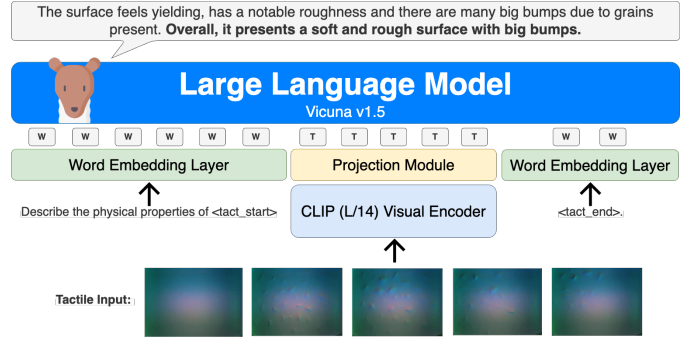 The surface feels yielding, has a notable roughness and there are many big bumps due to grains
present. Overall, it presents a soft and rough surface with big bumps.
Large Language Model
Vicuna v1.5
W W W W W W T T T T T W W
Word Embedding Layer Projection Module Word Embedding Layer
Describe the physical properties of <tact_start> CLIP (L/14) Visual Encoder <tact_end>.
Tactile Input: